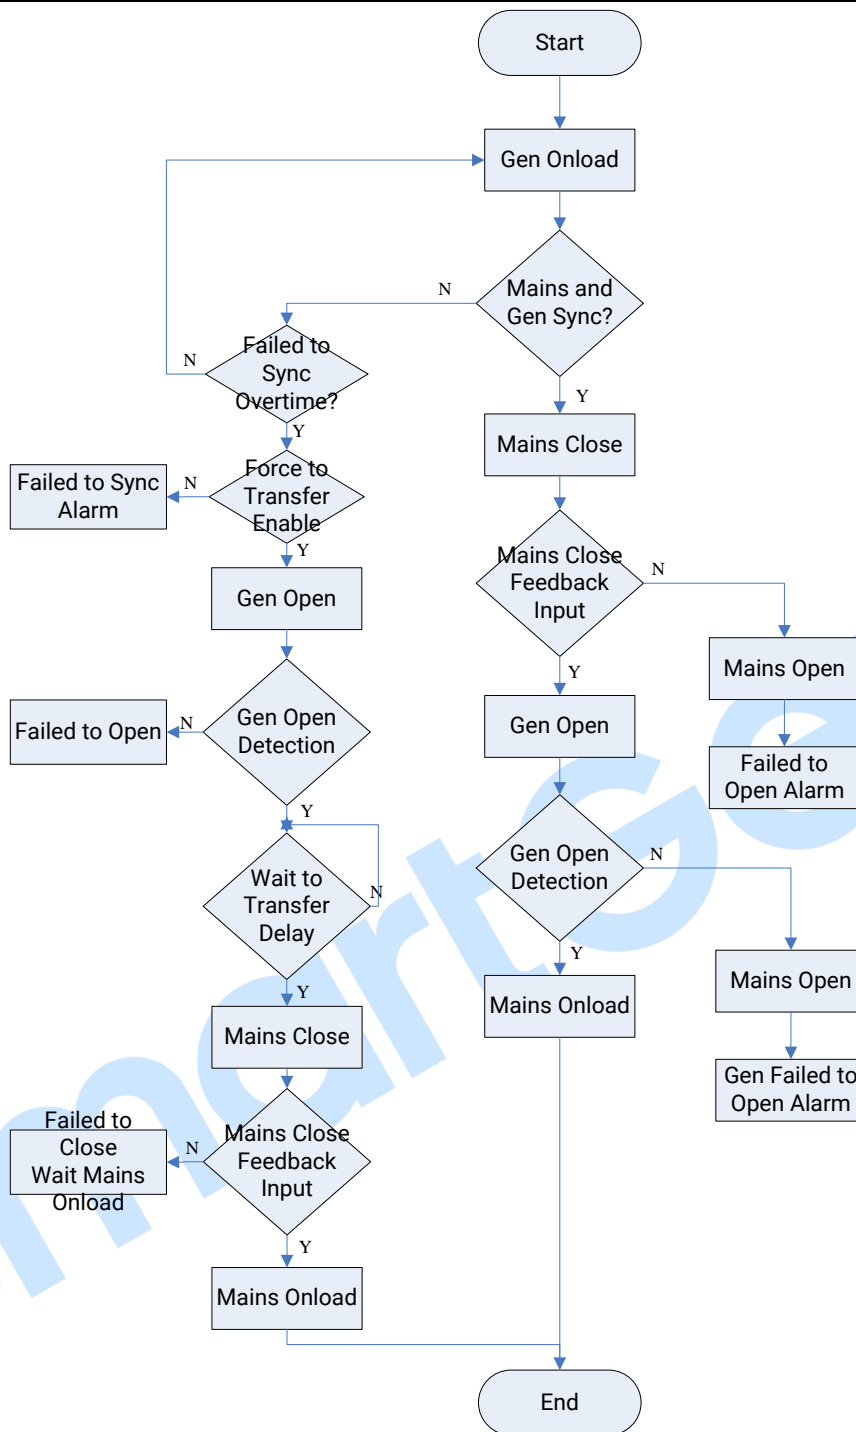 Start
Gen Onload
Mains and
Gen Sync?
N
Y
Failed to
Sync
Overtime?
N
Y
Mains Close
Force to
Transfer
Enable
N
Y
Failed to Sync
Alarm
Mains Close
Feedback
Input
N
Y
Gen Open
Mains Open
Gen Open
Failed to
Open Alarm
Gen Open
Detection
N
Y
Failed to Open
Gen Open
Detection
N
Y
Wait to
Transfer
Delay
N
Y
Mains Open
Mains Onload
Mains Close
Gen Failed to
Open Alarm
Mains Close
Feedback
Input
N
Y
Failed to
Close
Wait Mains
Onload
Mains Onload
End
martGe